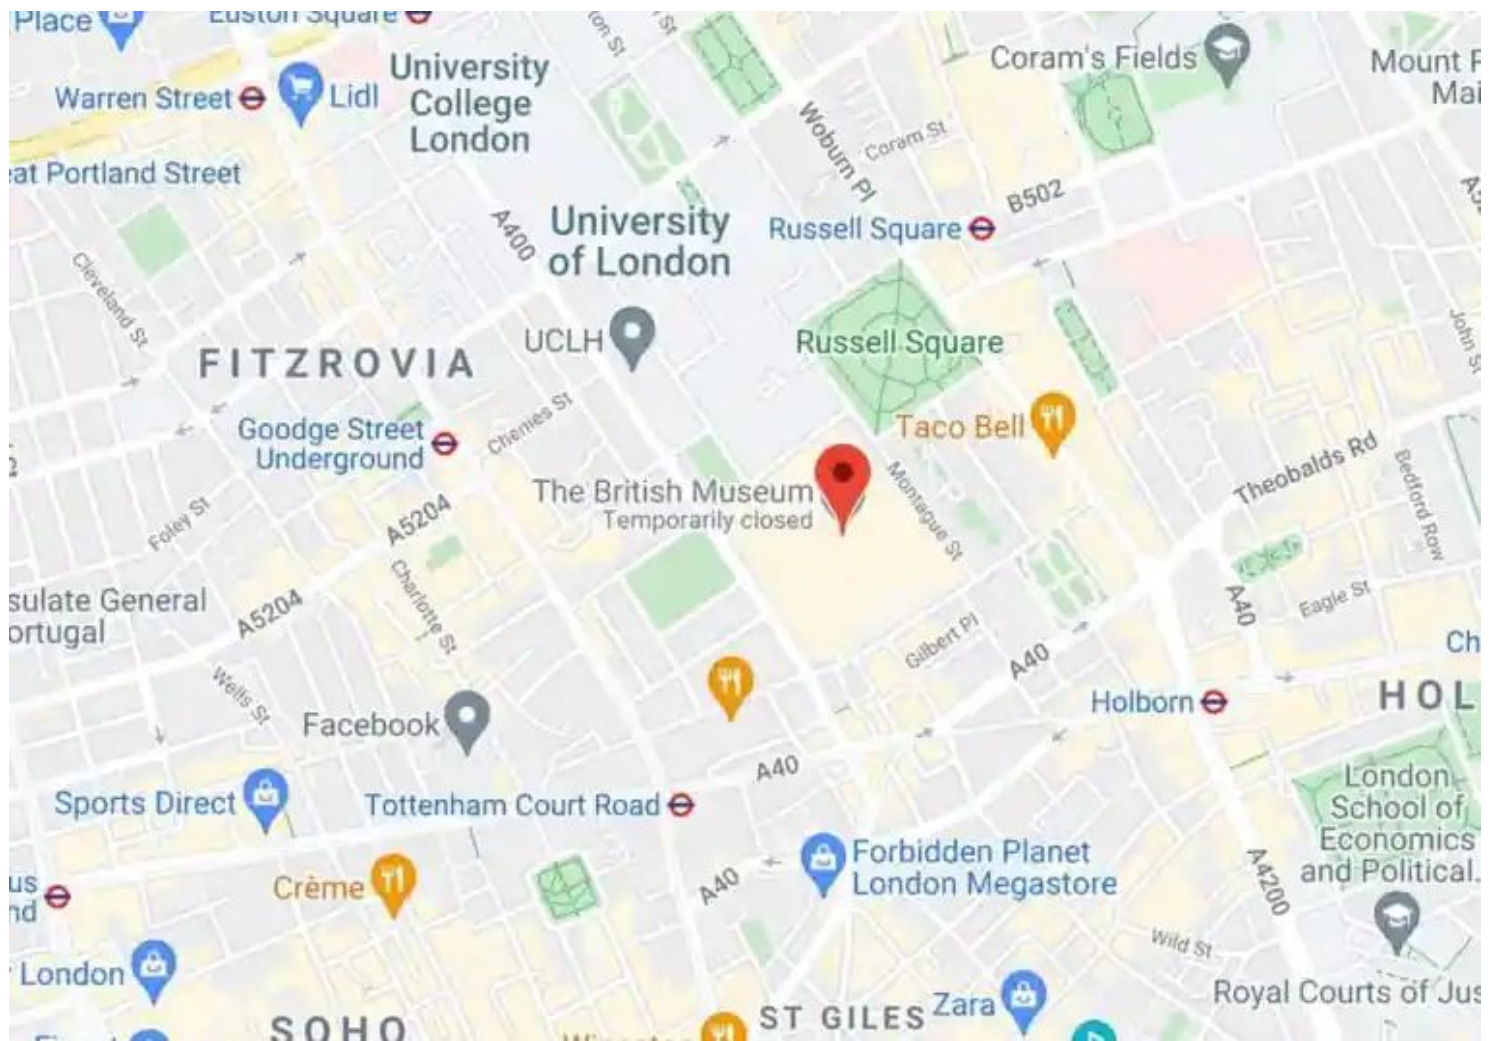 Place
Euston Square
Coram's Fields
Warren Street
Lidl
University
College
London
Woburn Pl
Coram St
at Portland Street
B502
A400
University
of London
Russell Square
Cleveland St
UCLH
Russell Square
John St
FITZROVIA
Chenies St
Goodge Street
Underground
Taco Bell
Theobalds Rd
Bedford Row
The British Museum
Temporarily closed
Montague St
Foley St
A5204
Charlotte St
A5204
sulate General
ortugal
A40
Eagle St
Gilbert Pl
A40
Ch
Wells St
Facebook
Holborn
HOL
A40
Sports Direct
Tottenham Court Road
London
School of
Economics
and Political.
Forbidden Planet
London Megastore
A40
Crème
us
nd
A4200
Wild St
London
Zara
Royal Courts of Jus
SOHO
ST GILES